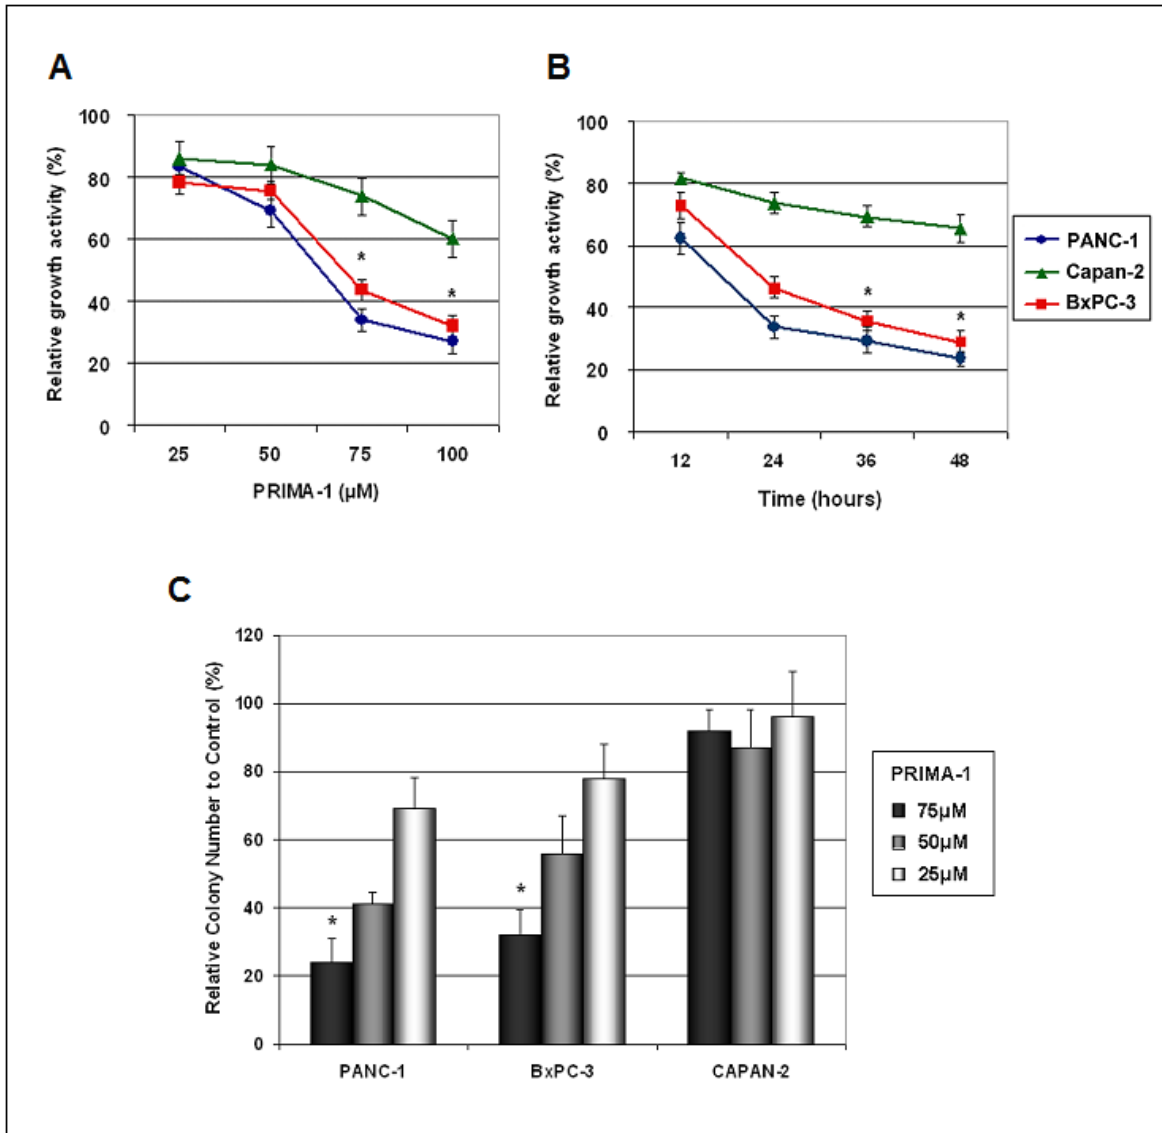 A
100
80
60
40
20
0
Relative growth activity (%)
*
*
25 50 75 100
PRIMA-1 (µM)
B
100
80
60
40
20
0
Relative growth activity (%)
*
*
12 24 36 48
Time (hours)
PANC-1
Capan-2
BxPC-3
C
120
100
80
60
40
20
0
Relative Colony Number to Control (%)
*
*
PANC-1 BxPC-3 CAPAN-2
PRIMA-1
75µM
50µM
25µM